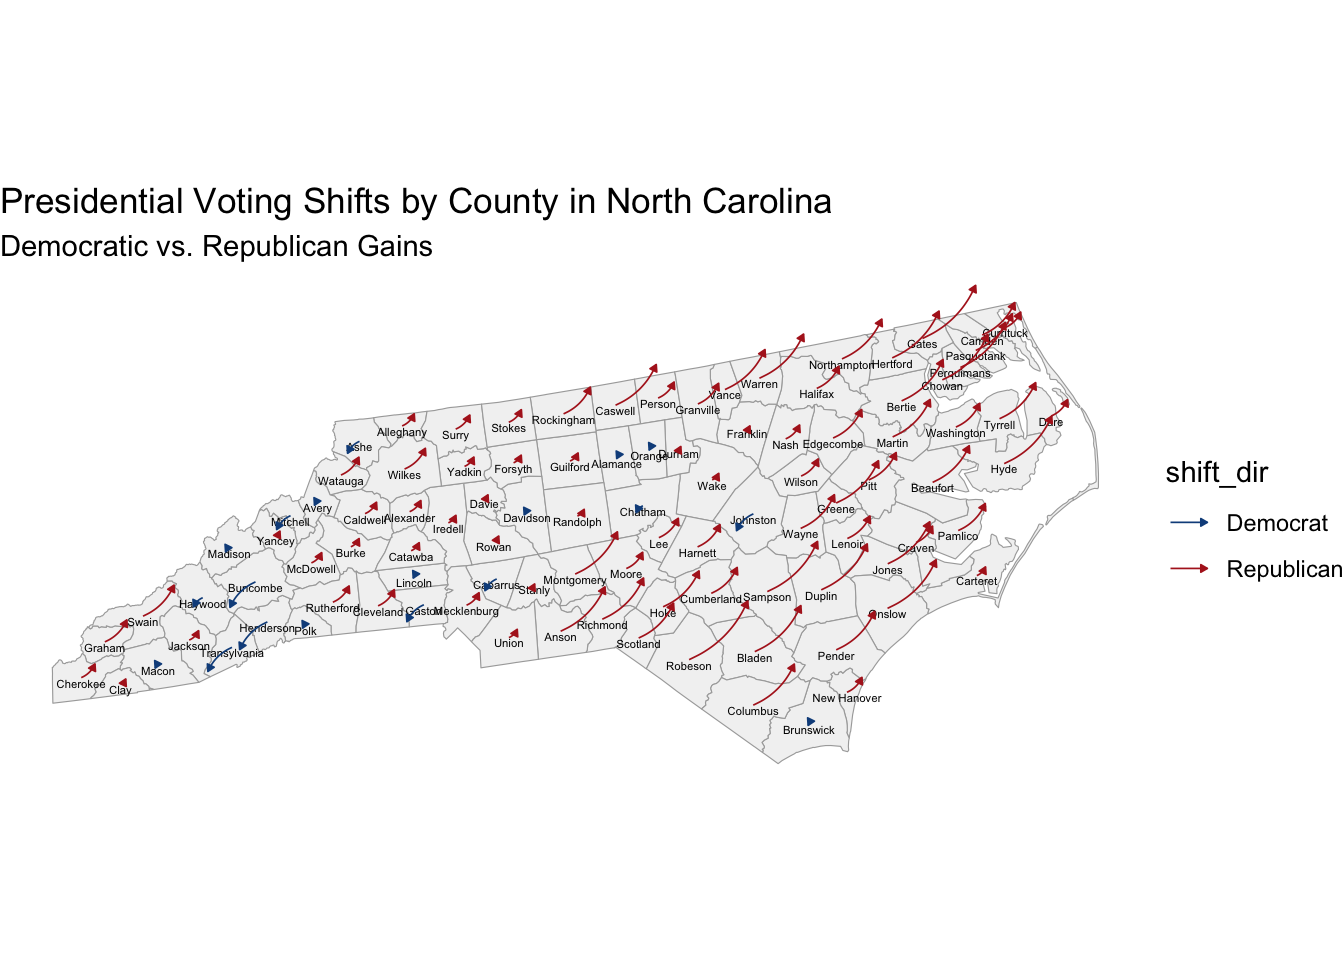 Presidential Voting Shifts by County in North Carolina
Democratic vs. Republican Gains
Currituck
Camden
Gates
Pasquotank
Northampton
Hertford
Perquimans
Chowan
Warren
Halifax
Vance
Person
Granville
Caswell
Rockingham
Bertie
Stokes
Surry
Alleghany
Ashe
Franklin
Nash
Edgecombe
Martin
Washington
Tyrrell
Dare
Orange
Durham
Alamance
Guilford
Forsyth
Yadkin
Wilkes
Watauga
Hyde
Wake
Wilson
Pitt
Beaufort
Greene
Avery
Mitchell
Caldwell
Alexander
Davie
Davidson
Randolph
Chatham
Johnston
Iredell
Yancey
Madison
Burke
Catawba
Rowan
Lee
Harnett
Wayne
Lenoir
Craven
Pamlico
McDowell
Buncombe
Haywood
Lincoln
Cabarrus
Stanly
Montgomery
Moore
Jones
Carteret
Swain
Rutherford
Cleveland
Gaston
Mecklenburg
Hoke
Cumberland
Sampson
Duplin
Onslow
Henderson
Polk
Union
Anson
Richmond
Scotland
Graham
Jackson
Transylvania
Macon
Robeson
Bladen
Pender
Cherokee
Clay
Columbus
New Hanover
Brunswick
shift_dir
Democrat
Republican